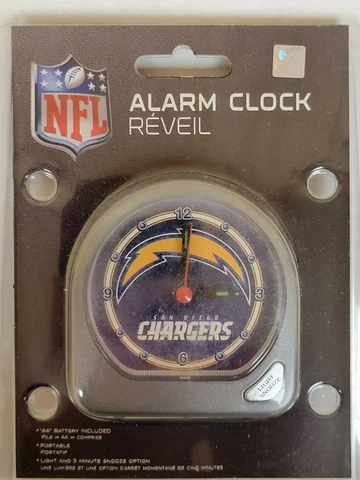 NFL
ALARM CLOCK
RÉVEIL
12
9
3
6
SAN DIEGO
CHARGERS
LIGHT
SNOOZE
• "AA" BATTERY INCLUDED
PILE « AA » COMPRISE
• PORTABLE
PORTATIF
• LIGHT AND 5 MINUTE SNOOZE OPTION
UNE LUMIÈRE ET UNE OPTION D'ARRÊT MOMENTANÉ DE CINQ MINUTES.